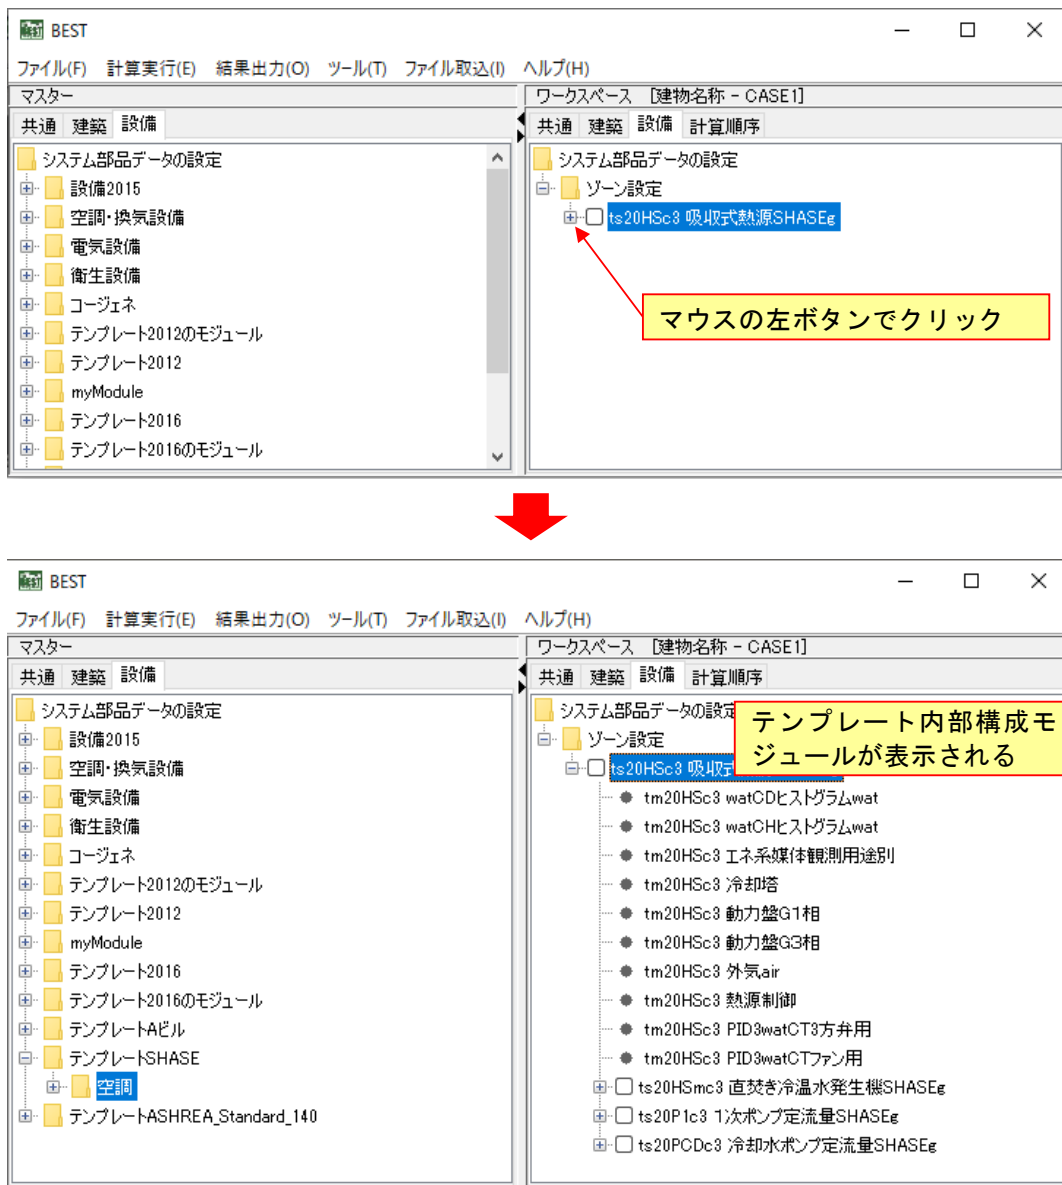 BEST
ファイル(F) 計算実行(E) 結果出力(O) ツール(T) ファイル取込(I) ヘルプ(H)
マスター
共通 建築 設備
システム部品データの設定
設備2015
空調・換気設備
電気設備
衛生設備
コージェネ
テンプレート2012のモジュール
テンプレート2012
myModule
テンプレート2016
テンプレート2016のモジュール
ワークスペース [建物名称 - CASE1]
共通 建築 設備 計算順序
システム部品データの設定
ゾーン設定
ts20HSc3 吸収式熱源SHASEg
マウスの左ボタンでクリック
BEST
ファイル(F) 計算実行(E) 結果出力(O) ツール(T) ファイル取込(I) ヘルプ(H)
マスター
共通 建築 設備
システム部品データの設定
設備2015
空調・換気設備
電気設備
衛生設備
コージェネ
テンプレート2012のモジュール
テンプレート2012
myModule
テンプレート2016
テンプレート2016のモジュール
テンプレートAビル
テンプレートSHASE
空調
テンプレートASHREA_Standard_140
ワークスペース [建物名称 - CASE1]
共通 建築 設備 計算順序
システム部品データの設定
テンプレート内部構成モ
ジュールが表示される
ゾーン設定
ts20HSc3 吸収式
tm20HSc3 watCDヒストグラムwat
tm20HSc3 watCHヒストグラムwat
tm20HSc3 エネ系媒体観測用途別
tm20HSc3 冷却塔
tm20HSc3 動力盤G1相
tm20HSc3 動力盤G3相
tm20HSc3 外気air
tm20HSc3 熱源制御
tm20HSc3 PID3watCT3方弁用
tm20HSc3 PID3watCTファン用
ts20HSmc3 直焚き冷温水発生機SHASEg
ts20P1c3 1次ポンプ定流量SHASEg
ts20PCDc3 冷却水ポンプ定流量SHASEg